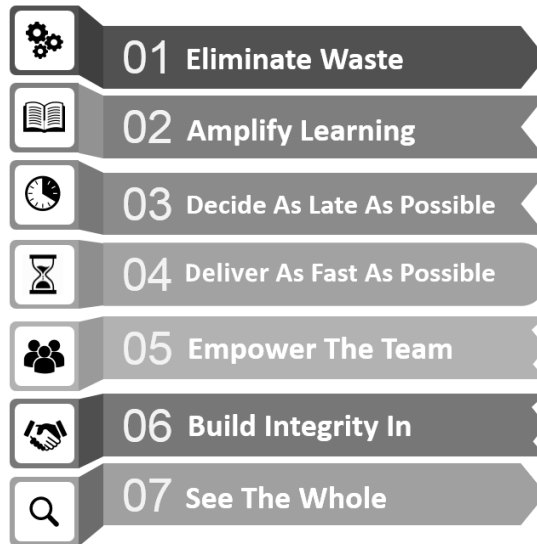 01 Eliminate Waste
02 Amplify Learning
03 Decide As Late As Possible
04 Deliver As Fast As Possible
05 Empower The Team
06 Build Integrity In
07 See The Whole